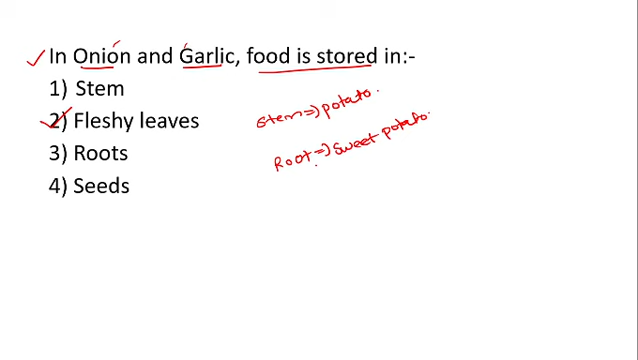 In Onion and Garlic, food is stored in:-
1) Stem
2) Fleshy leaves
3) Roots
4) Seeds
Stem=>potato.
Root=>sweet potato.